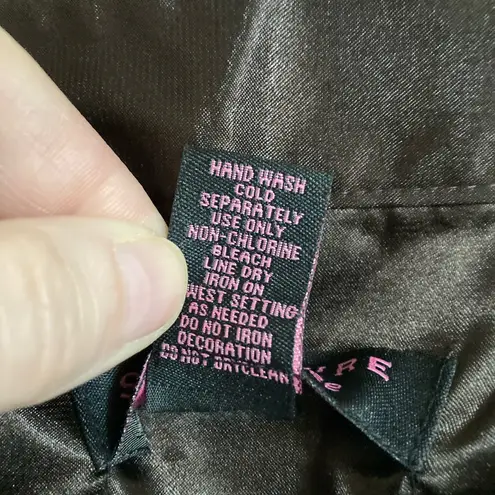 HAND WASH
COLD
SEPARATELY
USE ONLY
NON-CHLORINE
BLEACH
LINE DRY
IRON ON
WEST SETTING
AS NEEDED
DO NOT IRON
DECORATION
DO NOT DRYCLEAN